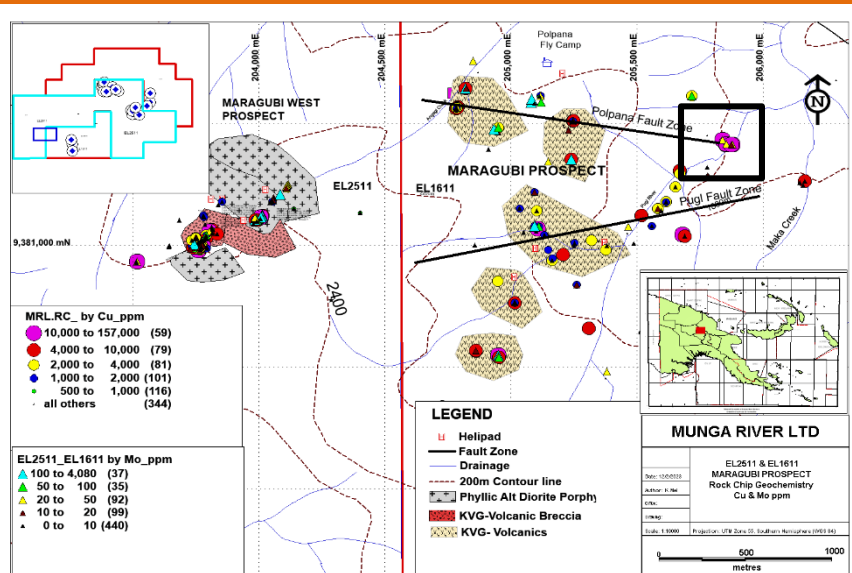 204,000 mE
204,500 mE
205,000 mE
205,500 mE
206,000 mE
Polpana
Fly Camp
MARAGUBI WEST
PROSPECT
Polpana Fault Zone
N
MARAGUBI PROSPECT
EL2511
EL1611
Pugl Fault Zone
Maka Creek
9,381,000 mN
2400
EL2511
MRL.RC_ by Cu_ppm
10,000 to 157,000 (59)
4,000 to 10,000 (79)
2,000 to 4,000 (81)
1,000 to 2,000 (101)
500 to 1,000 (116)
all others (344)
EL2511_EL1611 by Mo_ppm
100 to 4,080 (37)
50 to 100 (35)
20 to 50 (92)
10 to 20 (99)
0 to 10 (440)
LEGEND
Helipad
Fault Zone
Drainage
200m Contour line
Phyllic Alt Diorite Porphy
KVG-Volcanic Breccia
KVG- Volcanics
MUNGA RIVER LTD
EL2511 & EL1611
MARAGUBI PROSPECT
Rock Chip Geochemistry
Cu & Mo ppm
Date:
Author:
Office:
Drawing:
Scale: 1:10000
Projection: UTM Zone 55, Southern Hemisphere (WGS 84)
0 500 1000
metres